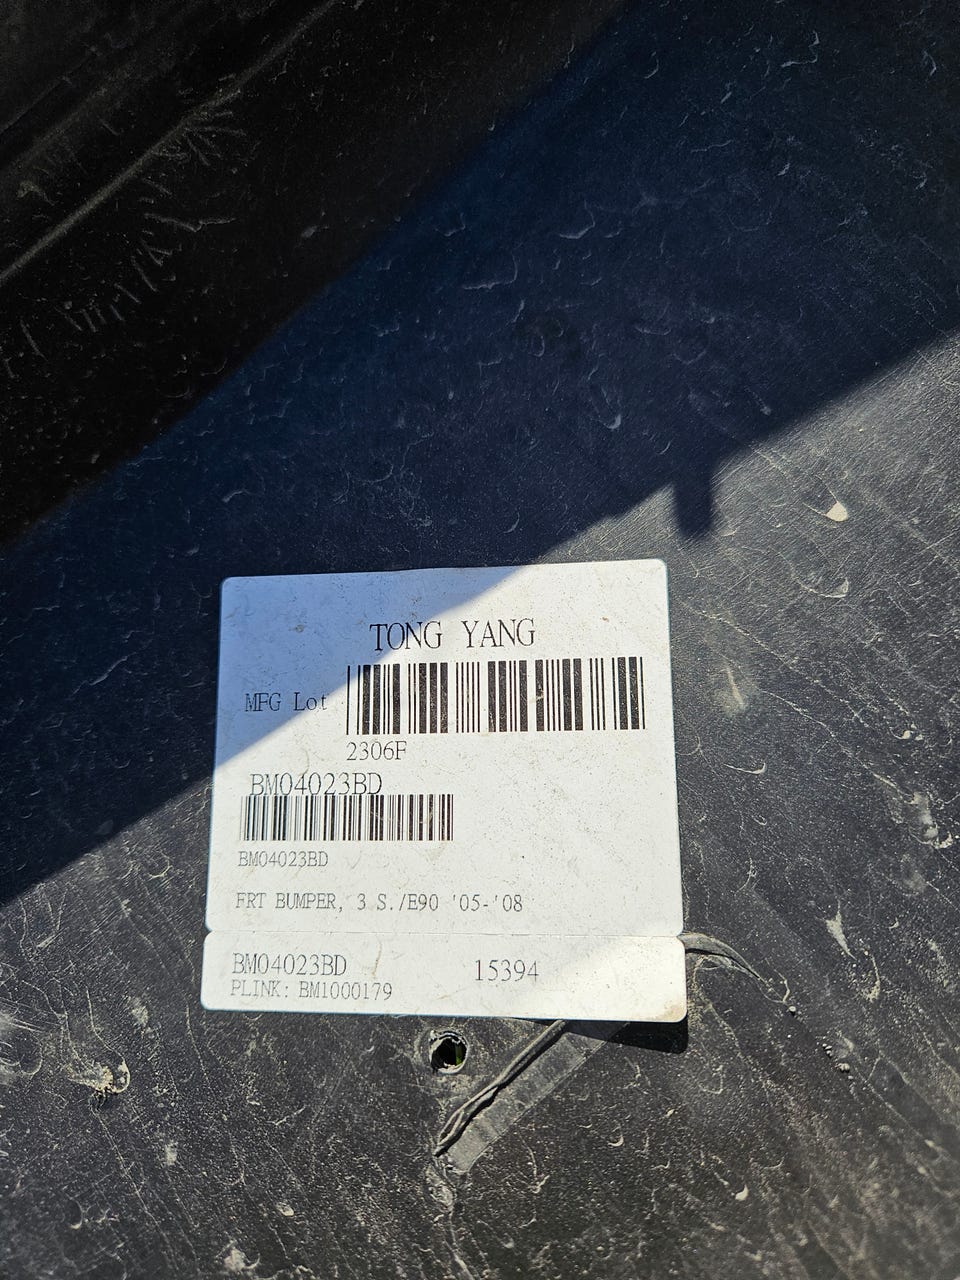 TONG YANG
MFG Lot
2306F
BM04023BD
BM04023BD
FRT BUMPER, 3 S./E90 '05-'08
BM04023BD 15394
PLINK: BM1000179